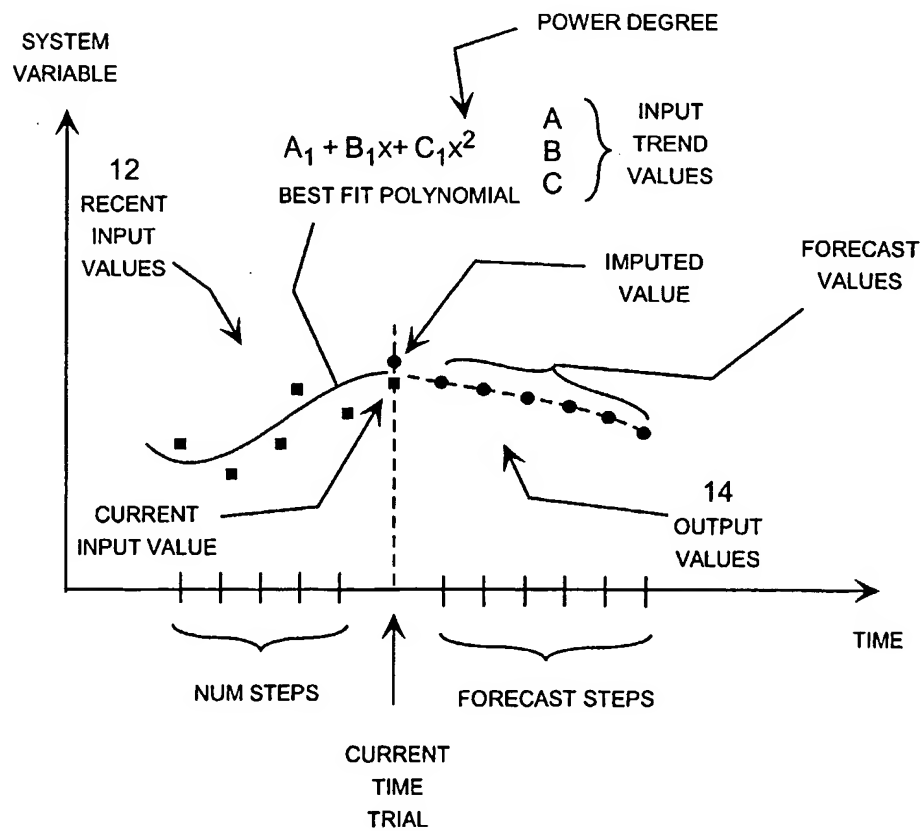 POWER DEGREE
SYSTEM
VARIABLE
A₁ + B₁x + C₁x²
A
B
C
INPUT
TREND
VALUES
12
RECENT
INPUT
VALUES
BEST FIT POLYNOMIAL
IMPUTED
VALUE
FORECAST
VALUES
CURRENT
INPUT VALUE
14
OUTPUT
VALUES
TIME
NUM STEPS
FORECAST STEPS
CURRENT
TIME
TRIAL